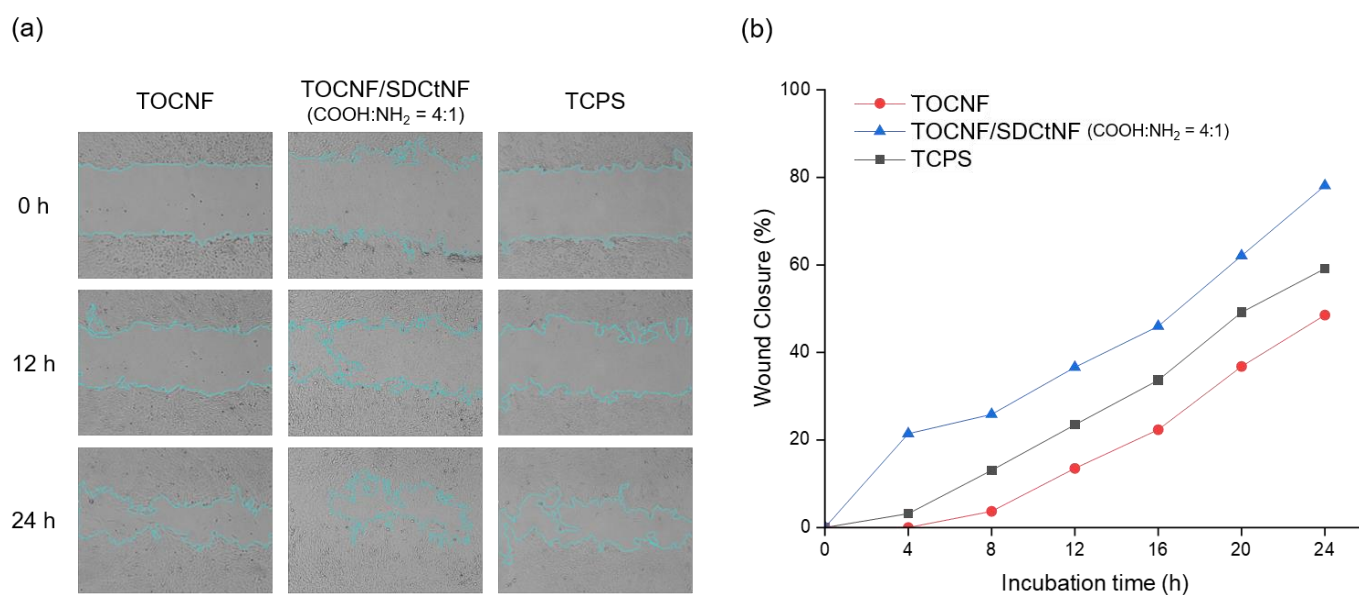 (a)
TOCNF
TOCNF/SDCtNF
(COOH:NH₂ = 4:1)
TCPS
0 h
12 h
24 h
(b)
100
80
60
40
20
0
Wound Closure (%)
TOCNF
TOCNF/SDCtNF (COOH:NH₂ = 4:1)
TCPS
0 4 8 12 16 20 24
Incubation time (h)